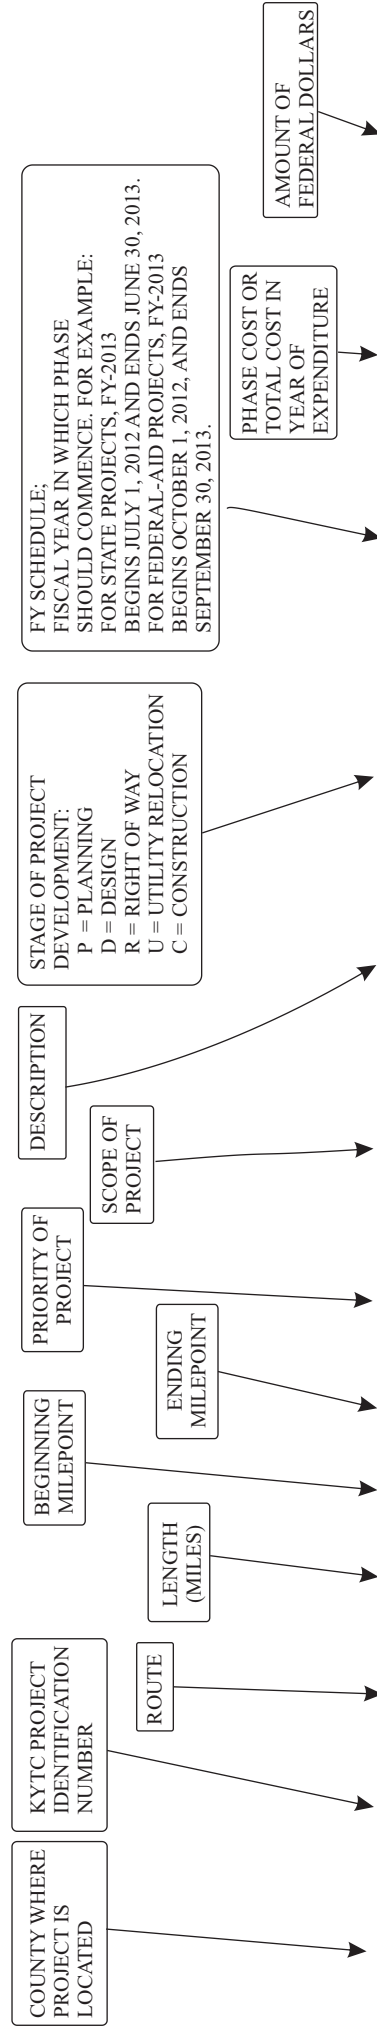 COUNTY WHERE
PROJECT IS
LOCATED
KYTC PROJECT
IDENTIFICATION
NUMBER
ROUTE
LENGTH
(MILES)
BEGINNING
MILEPOINT
ENDING
MILEPOINT
PRIORITY OF
PROJECT
SCOPE OF
PROJECT
DESCRIPTION
STAGE OF PROJECT
DEVELOPMENT:
P = PLANNING
D = DESIGN
R = RIGHT OF WAY
U = UTILITY RELOCATION
C = CONSTRUCTION
FY SCHEDULE;
FISCAL YEAR IN WHICH PHASE
SHOULD COMMENCE. FOR EXAMPLE:
FOR STATE PROJECTS, FY-2013
BEGINS JULY 1, 2012 AND ENDS JUNE 30, 2013.
FOR FEDERAL-AID PROJECTS, FY-2013
BEGINS OCTOBER 1, 2012, AND ENDS
SEPTEMBER 30, 2013.
PHASE COST OR
TOTAL COST IN
YEAR OF
EXPENDITURE
AMOUNT OF
FEDERAL DOLLARS